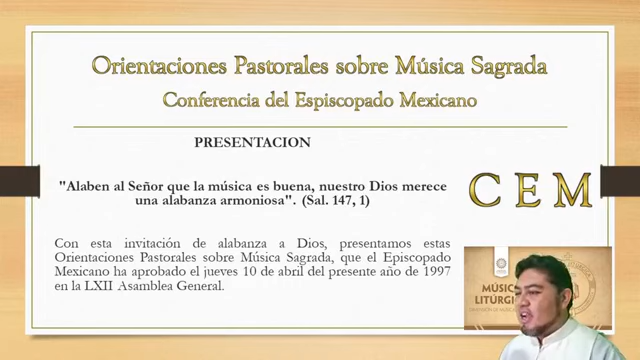 Orientaciones Pastorales sobre Música Sagrada
Conferencia del Espiscopado Mexicano
PRESENTACION
"Alaben al Señor que la música es buena, nuestro Dios merece
una alabanza armoniosa". (Sal. 147, 1)
C E M
Con esta invitación de alabanza a Dios, presentamos estas
Orientaciones Pastorales sobre Música Sagrada, que el Episcopado
Mexicano ha aprobado el jueves 10 de abril del presente año de 1997
en la LXII Asamblea General.
MÚSIC
LITÚRGI